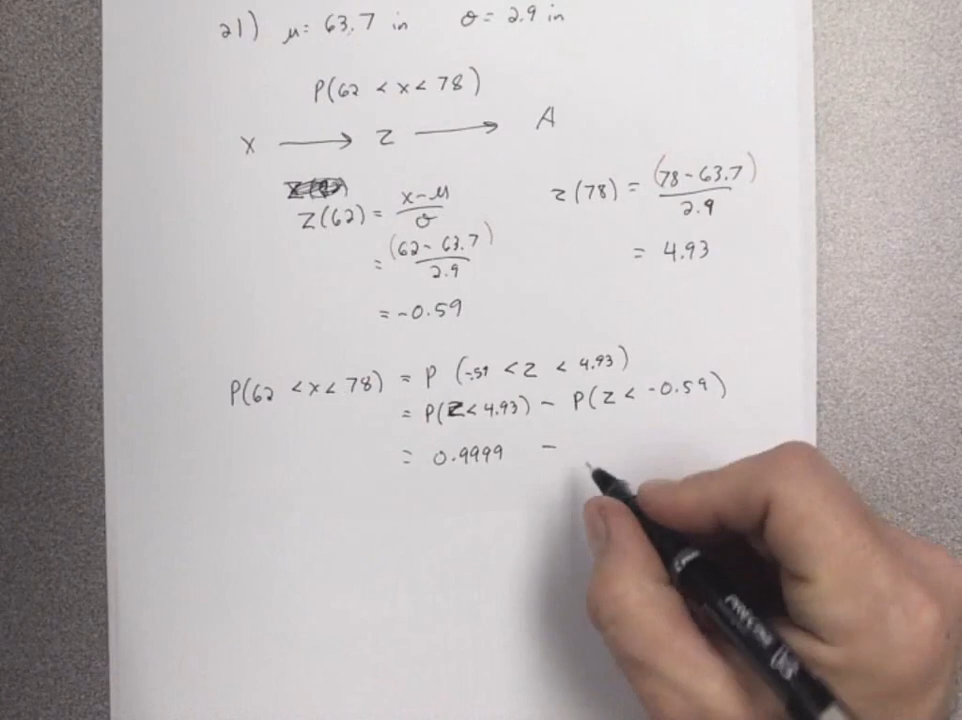 21) μ= 63.7 in σ= 2.9 in
P(62 < x < 78)
X → Z → A
Z(62) = x-μ / σ
z(78) = (78-63.7) / 2.9
= (62-63.7) / 2.9
= 4.93
= -0.59
P(62 < x < 78) = P (-.59 < Z < 4.93)
= P(Z < 4.93) - P(Z < -0.59)
= 0.9999 -
PRECISE